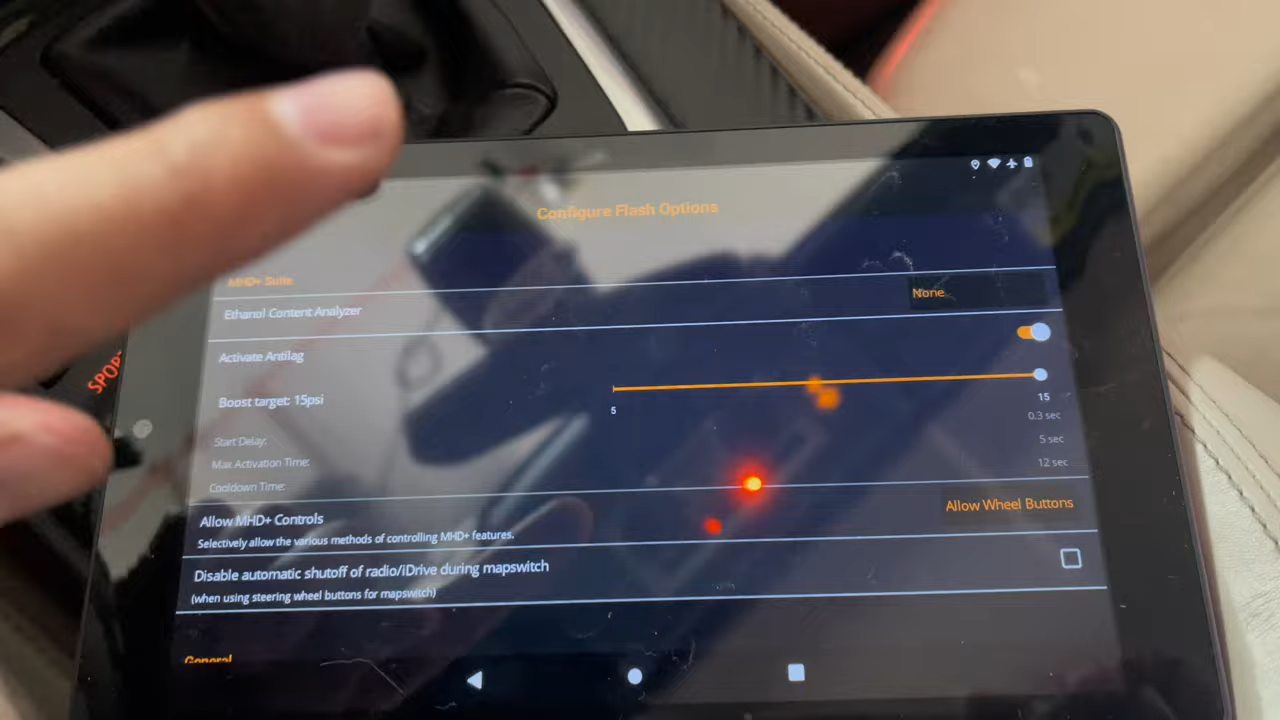 Configure Flash Options
MHD+ Suite
Ethanol Content Analyzer None
Activate Antilag
Boost target: 15psi
5 15
Start Delay: 0.3 sec
Max Activation Time: 5 sec
Cooldown Time: 12 sec
Allow MHD+ Controls Allow Wheel Buttons
Selectively allow the various methods of controlling MHD+ features.
Disable automatic shutoff of radio/iDrive during mapswitch
(when using steering wheel buttons for mapswitch)
General
SPORT